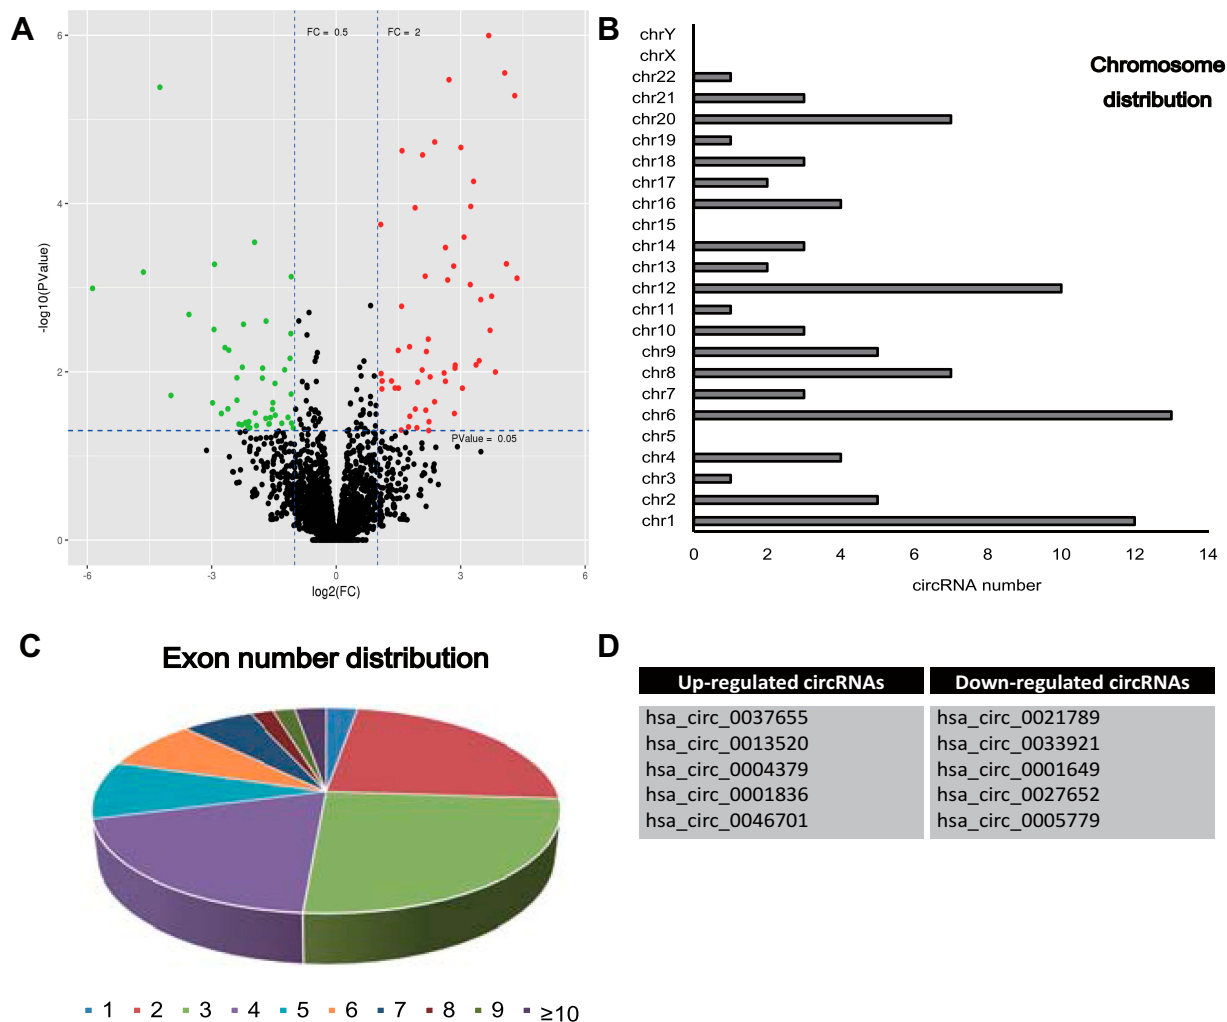 A
FC = 0.5
FC = 2
6
4
2
0
-log10(PValue)
PValue = 0.05
-6
-3
0
3
6
log2(FC)
B
Chromosome
distribution
chrY
chrX
chr22
chr21
chr20
chr19
chr18
chr17
chr16
chr15
chr14
chr13
chr12
chr11
chr10
chr9
chr8
chr7
chr6
chr5
chr4
chr3
chr2
chr1
0 2 4 6 8 10 12 14
circRNA number
C
Exon number distribution
1 2 3 4 5 6 7 8 9 ≥10
D
Up-regulated circRNAs
Down-regulated circRNAs
hsa_circ_0037655
hsa_circ_0021789
hsa_circ_0013520
hsa_circ_0033921
hsa_circ_0004379
hsa_circ_0001649
hsa_circ_0001836
hsa_circ_0027652
hsa_circ_0046701
hsa_circ_0005779